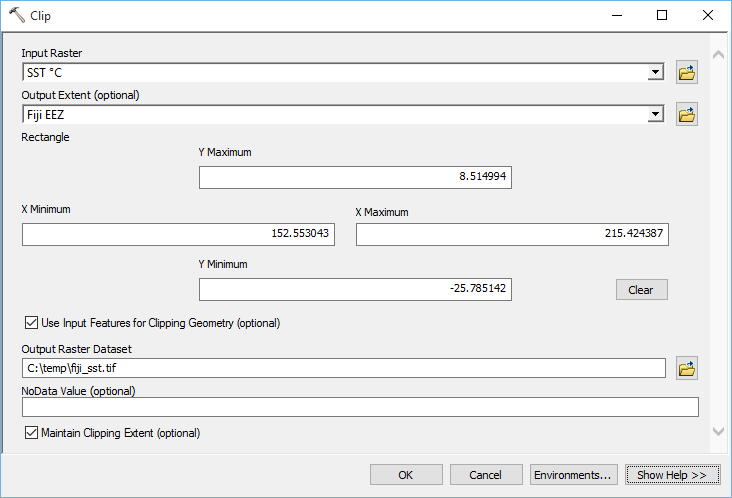 Clip
Input Raster
SST °C
Output Extent (optional)
Fiji EEZ
Rectangle
Y Maximum
8.514994
X Minimum
X Maximum
152.553043
215.424387
Y Minimum
-25.785142
Clear
Use Input Features for Clipping Geometry (optional)
Output Raster Dataset
C:\temp\fiji_sst.tif
NoData Value (optional)
Maintain Clipping Extent (optional)
OK
Cancel
Environments...
Show Help >>